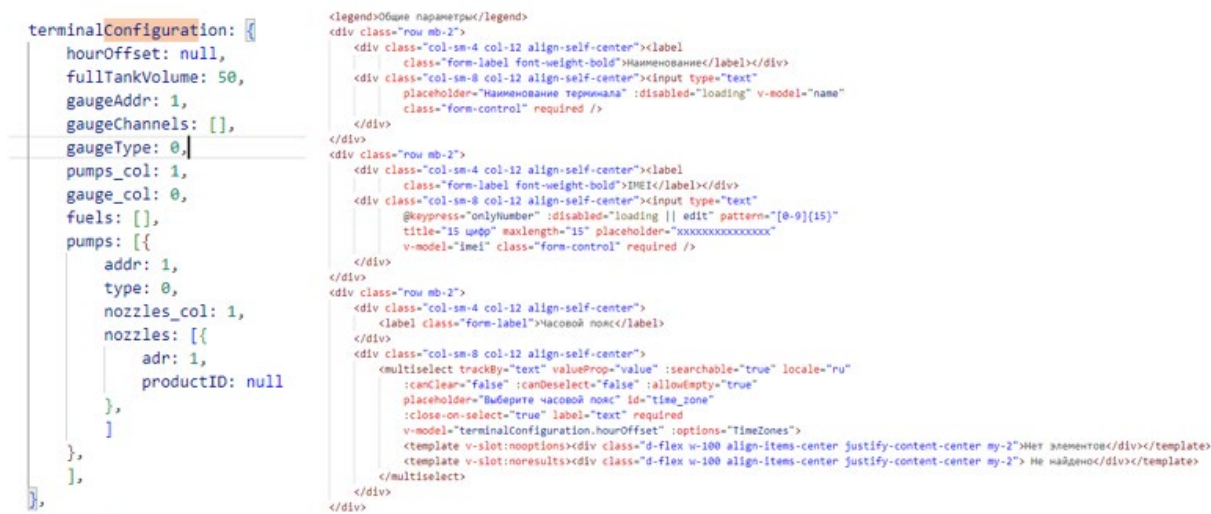 terminalConfiguration: {
hourOffset: null,
fullTankVolume: 50,
gaugeAddr: 1,
gaugeChannels: [],
gaugeType: 0,
pumps_col: 1,
gauge_col: 0,
fuels: [],
pumps: [{
addr: 1,
type: 0,
nozzles_col: 1,
nozzles: [{
adr: 1,
productID: null
},
]
},
],
},
<legend>Общие параметры</legend>
<div class="row mb-2">
<div class="col-sm-4 col-12 align-self-center"><label
class="form-label font-weight-bold">Наименование</label></div>
<div class="col-sm-8 col-12 align-self-center"><input type="text"
placeholder="Наименование терминала" :disabled="loading" v-model="name"
class="form-control" required />
</div>
</div>
<div class="row mb-2">
<div class="col-sm-4 col-12 align-self-center"><label
class="form-label font-weight-bold">IMEI</label></div>
<div class="col-sm-8 col-12 align-self-center"><input type="text"
@keypress="onlyNumber" :disabled="loading || edit" pattern="[0-9]{15}"
title="15 цифр" maxlength="15" placeholder="xxxxxxxxxxxxxxx"
v-model="imei" class="form-control" required />
</div>
</div>
<div class="row mb-2">
<div class="col-sm-4 col-12 align-self-center">
<label class="form-label">Часовой пояс</label>
</div>
<div class="col-sm-8 col-12 align-self-center">
<multiselect trackBy="text" valueProp="value" :searchable="true" locale="ru"
:canClear="false" :canDeselect="false" :allowEmpty="true"
placeholder="Выберите часовой пояс" id="time_zone"
:close-on-select="true" label="text" required
v-model="terminalConfiguration.hourOffset" :options="TimeZones">
<template v-slot:nooptions><div class="d-flex w-100 align-items-center justify-content-center my-2">Нет элементов</div></template>
<template v-slot:noresults><div class="d-flex w-100 align-items-center justify-content-center my-2"> Не найдено</div></template>
</multiselect>
</div>
</div>